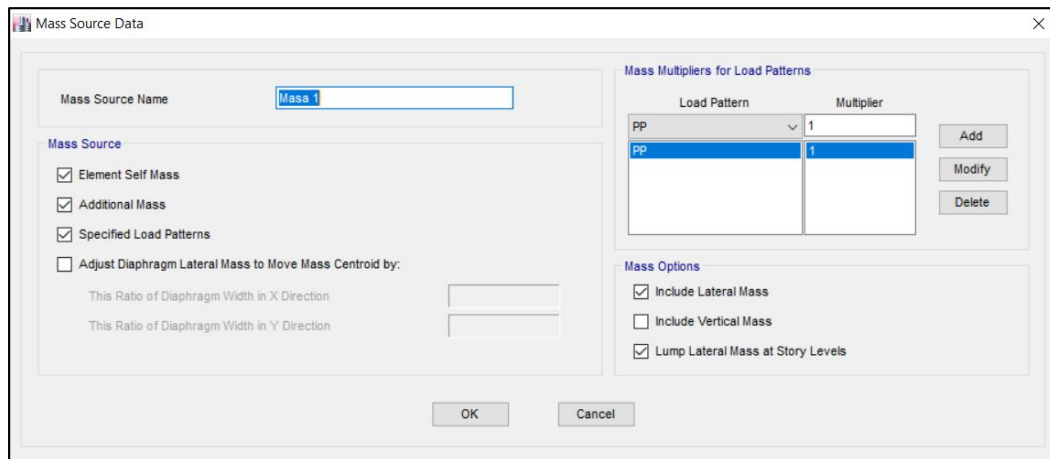 Mass Source Data
Mass Source Name Masa 1
Mass Source
Element Self Mass
Additional Mass
Specified Load Patterns
Adjust Diaphragm Lateral Mass to Move Mass Centroid by:
This Ratio of Diaphragm Width in X Direction
This Ratio of Diaphragm Width in Y Direction
Mass Multipliers for Load Patterns
Load Pattern Multiplier
PP 1
PP 1
Add
Modify
Delete
Mass Options
Include Lateral Mass
Include Vertical Mass
Lump Lateral Mass at Story Levels
OK Cancel